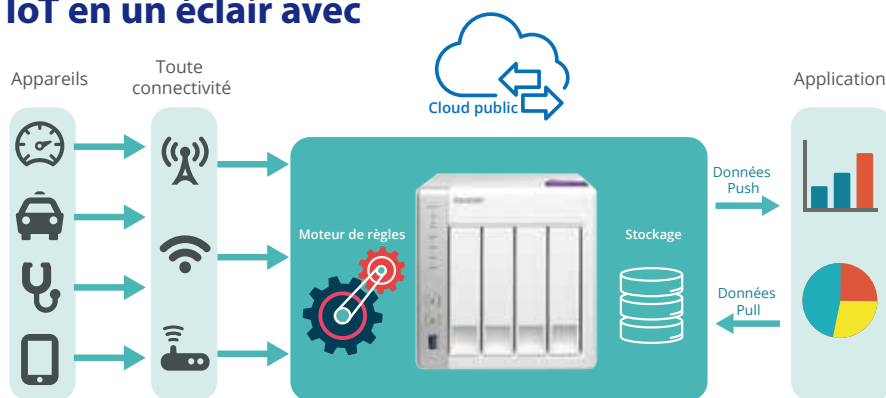 IoT en un éclair avec
Appareils
Toute
connectivité
Cloud public
Application
Moteur de règles
Stockage
Données
Push
Données
Pull